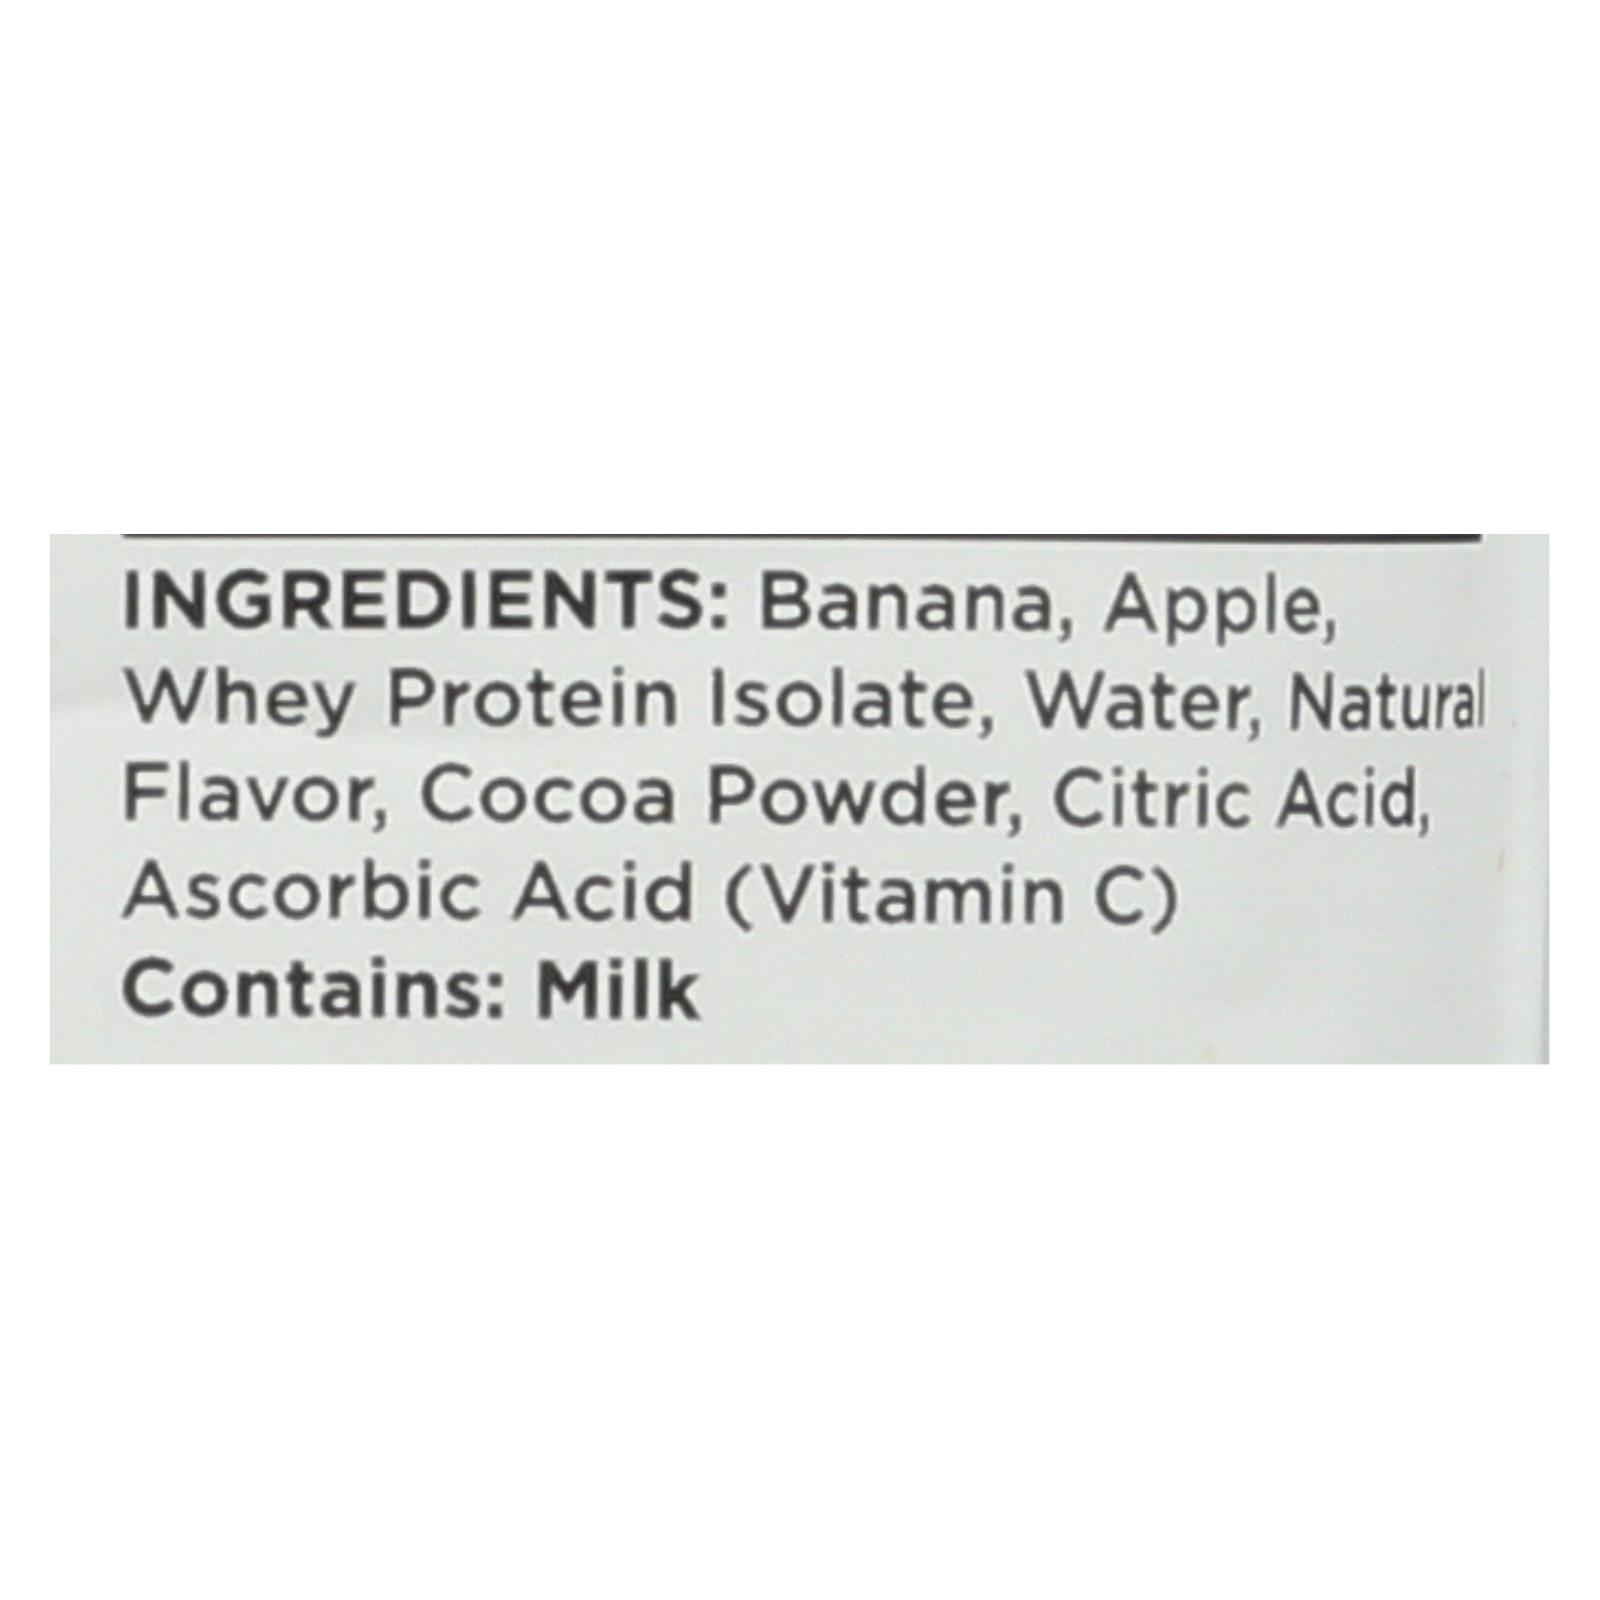 INGREDIENTS: Banana, Apple,
Whey Protein Isolate, Water, Natural
Flavor, Cocoa Powder, Citric Acid,
Ascorbic Acid (Vitamin C)
Contains: Milk